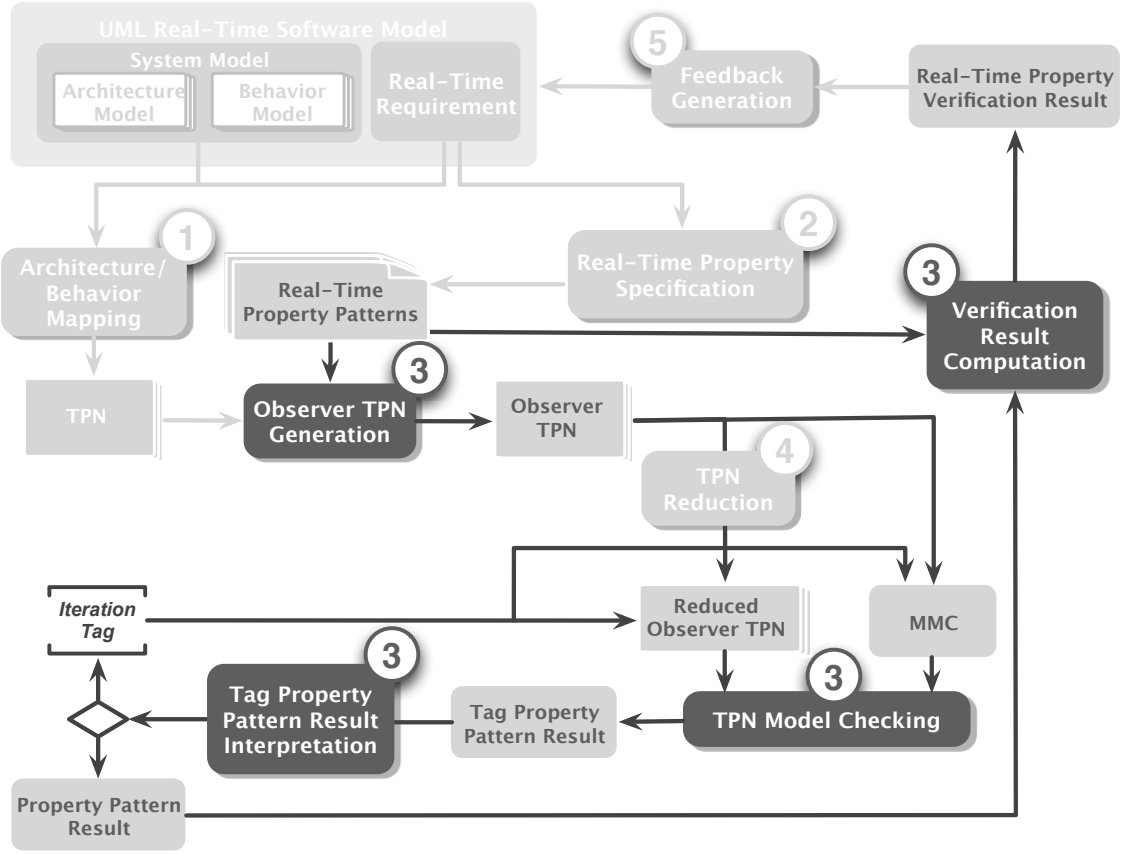 UML Real-Time Software Model
System Model
Architecture
Model
Behavior
Model
Real-Time
Requirement
5
Feedback
Generation
Real-Time Property
Verification Result
1
Architecture/
Behavior
Mapping
2
Real-Time Property
Specification
Real-Time
Property Patterns
3
Verification
Result
Computation
TPN
3
Observer TPN
Generation
Observer
TPN
4
TPN
Reduction
Iteration
Tag
Reduced
Observer TPN
MMC
3
Tag Property
Pattern Result
Interpretation
Tag Property
Pattern Result
3
TPN Model Checking
Property Pattern
Result